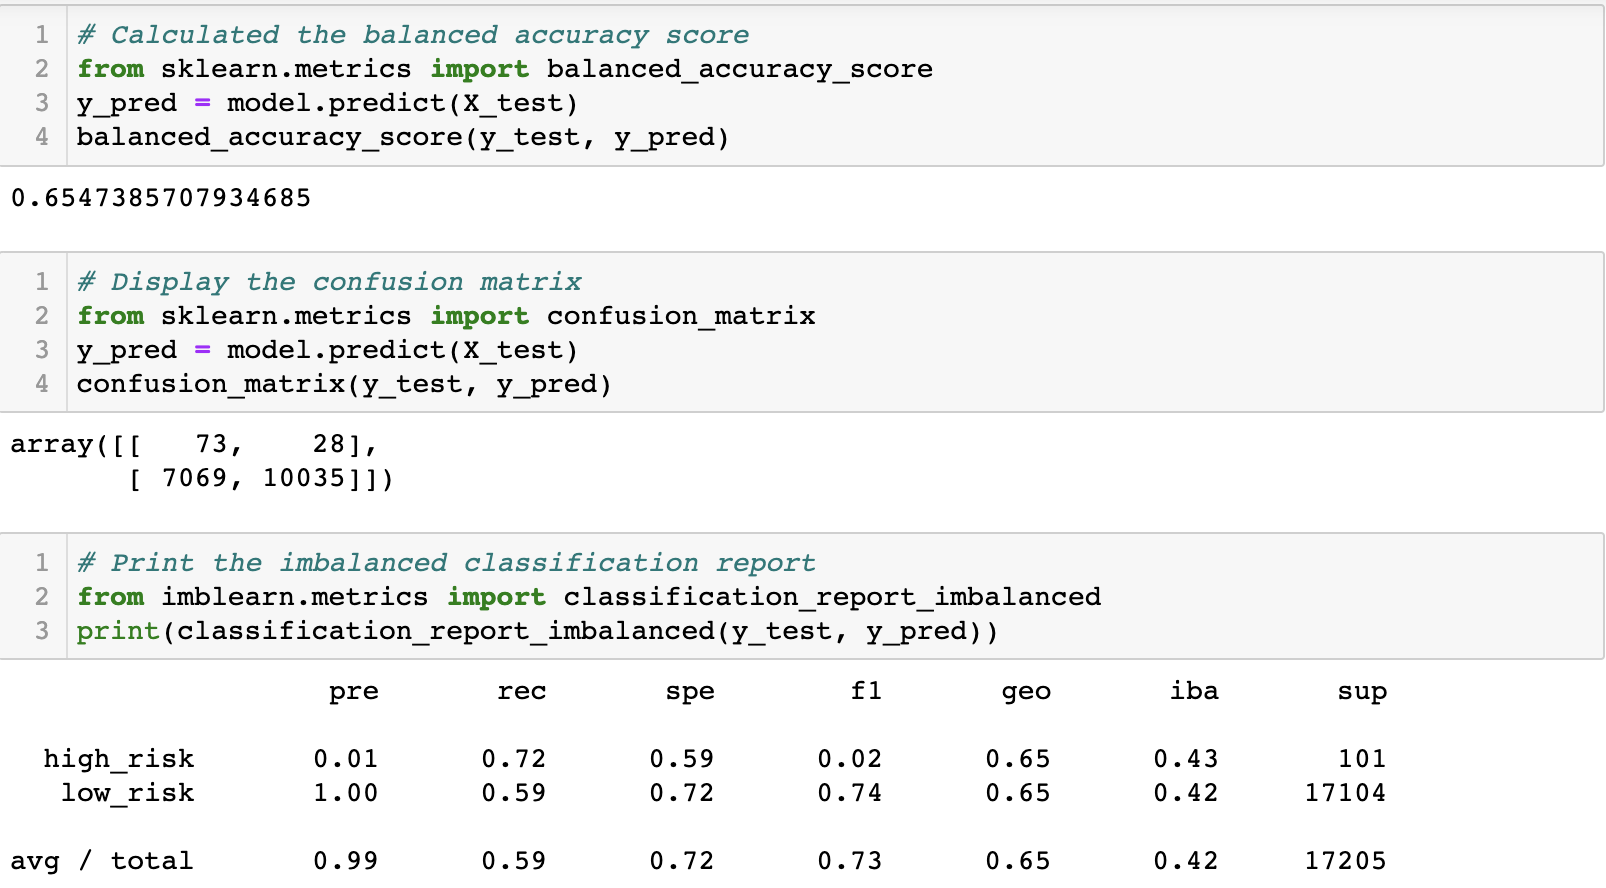 1 # Calculated the balanced accuracy score
2 from sklearn.metrics import balanced_accuracy_score
3 y_pred = model.predict(X_test)
4 balanced_accuracy_score(y_test, y_pred)
0.6547385707934685
1 # Display the confusion matrix
2 from sklearn.metrics import confusion_matrix
3 y_pred = model.predict(X_test)
4 confusion_matrix(y_test, y_pred)
array([[   73,    28],
       [ 7069, 10035]])
1 # Print the imbalanced classification report
2 from imblearn.metrics import classification_report_imbalanced
3 print(classification_report_imbalanced(y_test, y_pred))
                   pre       rec       spe        f1       geo       iba       sup
  high_risk       0.01      0.72      0.59      0.02      0.65      0.43       101
   low_risk       1.00      0.59      0.72      0.74      0.65      0.42     17104
avg / total       0.99      0.59      0.72      0.73      0.65      0.42     17205